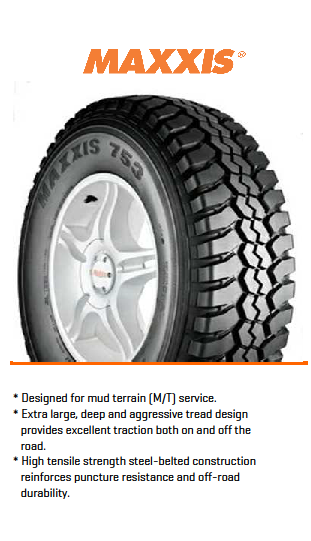 MAXXIS®
MAXXIS 753
* Designed for mud terrain (M/T) service.
* Extra large, deep and aggressive tread design
provides excellent traction both on and off the
road.
* High tensile strength steel-belted construction
reinforces puncture resistance and off-road
durability.